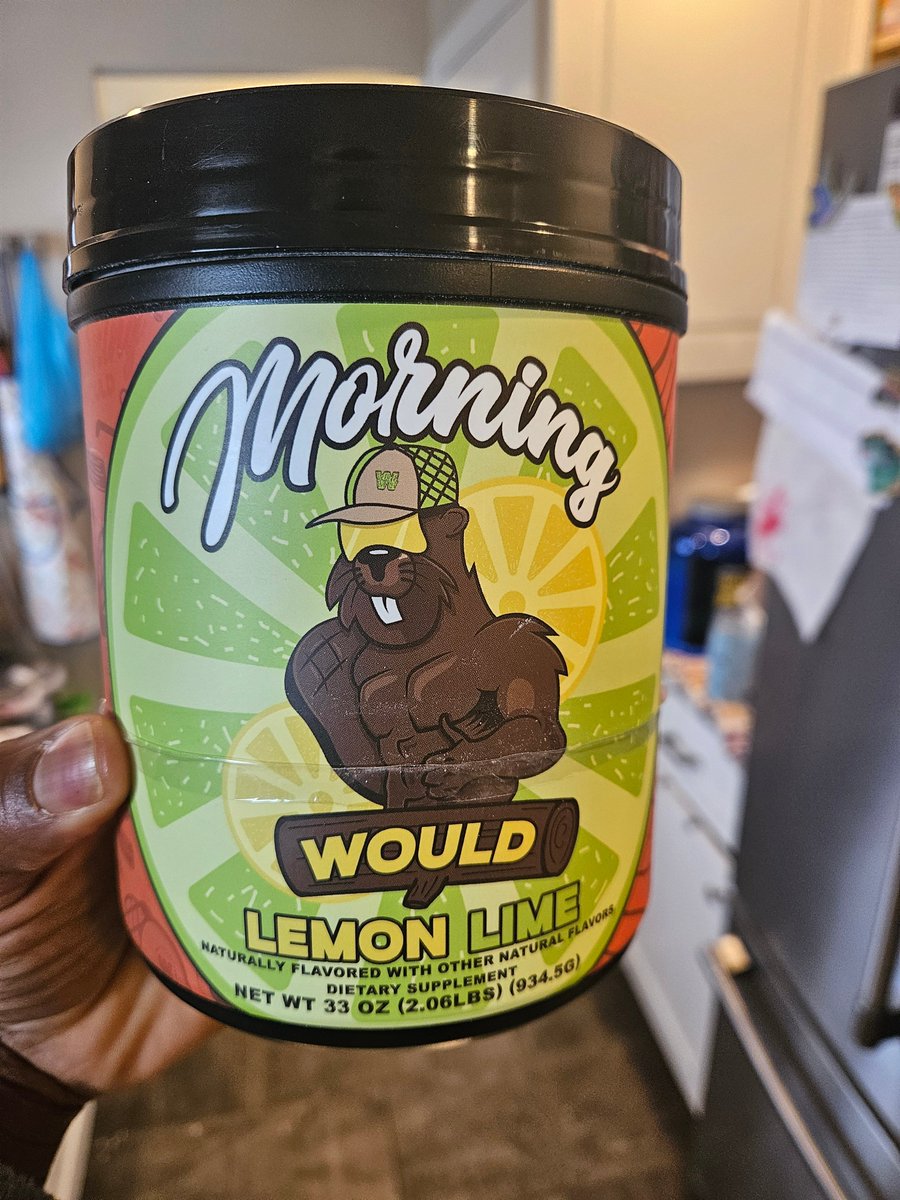 Morning
W
WOULD
LEMON LIME
NATURALLY FLAVORED WITH OTHER NATURAL FLAVORS
DIETARY SUPPLEMENT
NET WT 33 OZ (2.06LBS) (934.5G)